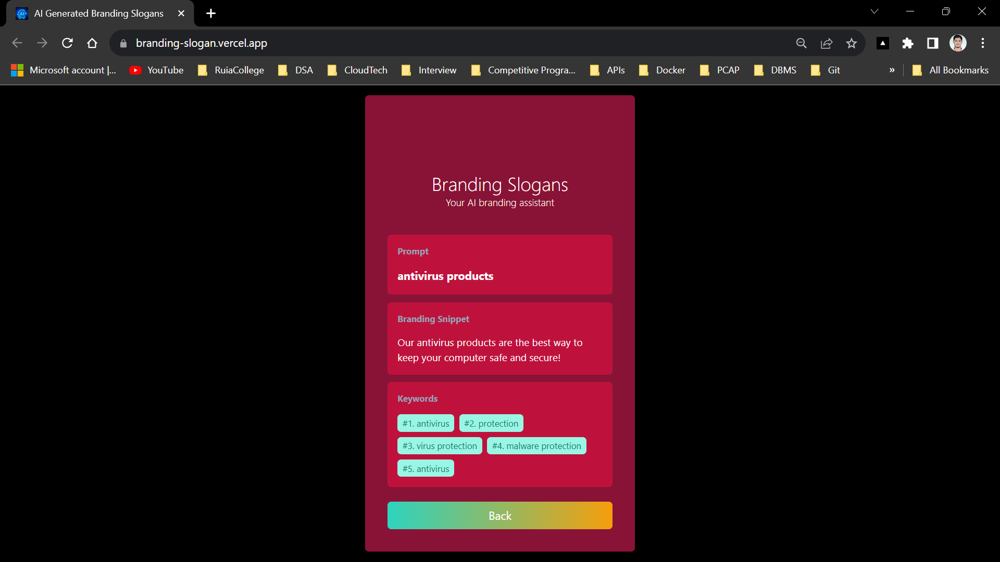 AI Generated Branding Slogans
branding-slogan.vercel.app
Microsoft account |... YouTube RuiaCollege DSA CloudTech Interview Competitive Progra... APIs Docker PCAP DBMS Git » All Bookmarks
Branding Slogans
Your AI branding assistant
Prompt
antivirus products
Branding Snippet
Our antivirus products are the best way to
keep your computer safe and secure!
Keywords
#1. antivirus #2. protection
#3. virus protection #4. malware protection
#5. antivirus
Back